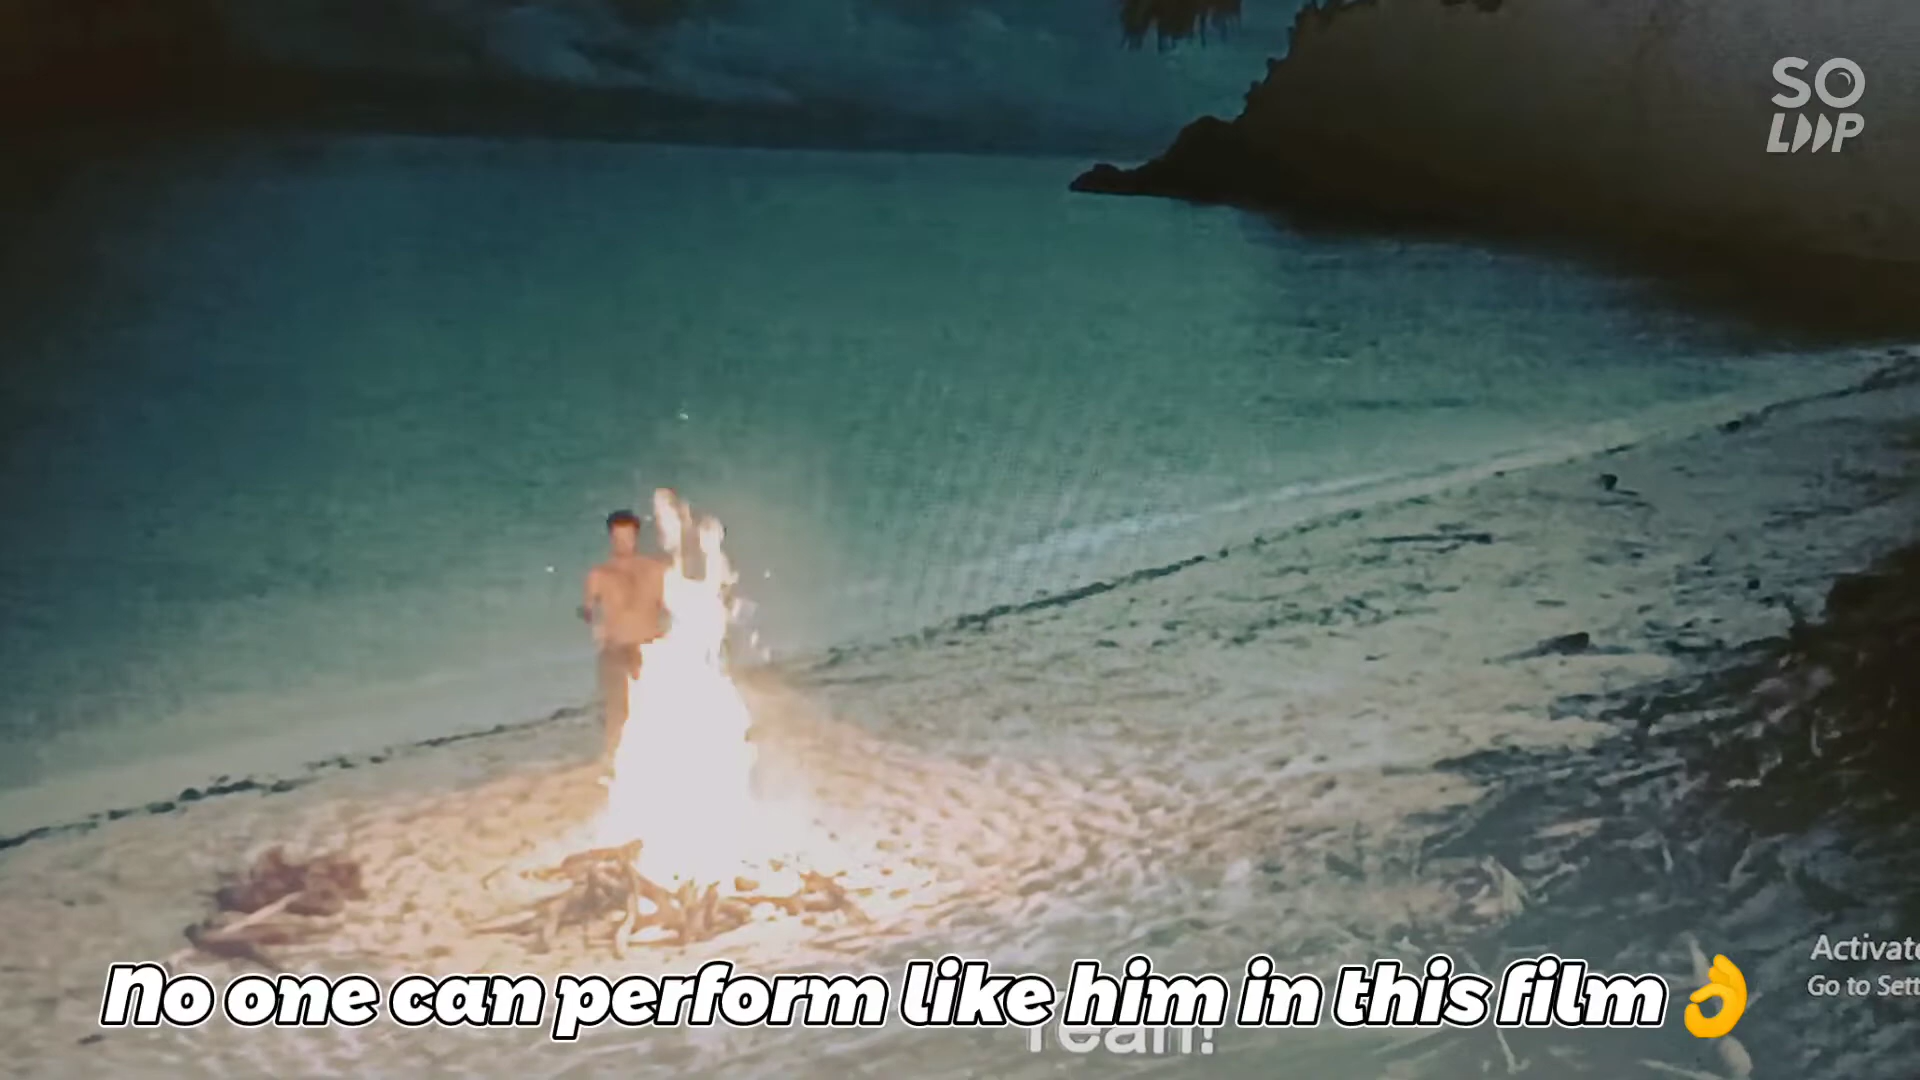 SO
LOOP
Activate
Go to Sett
No one can perform like him in this film👌
Yeah!